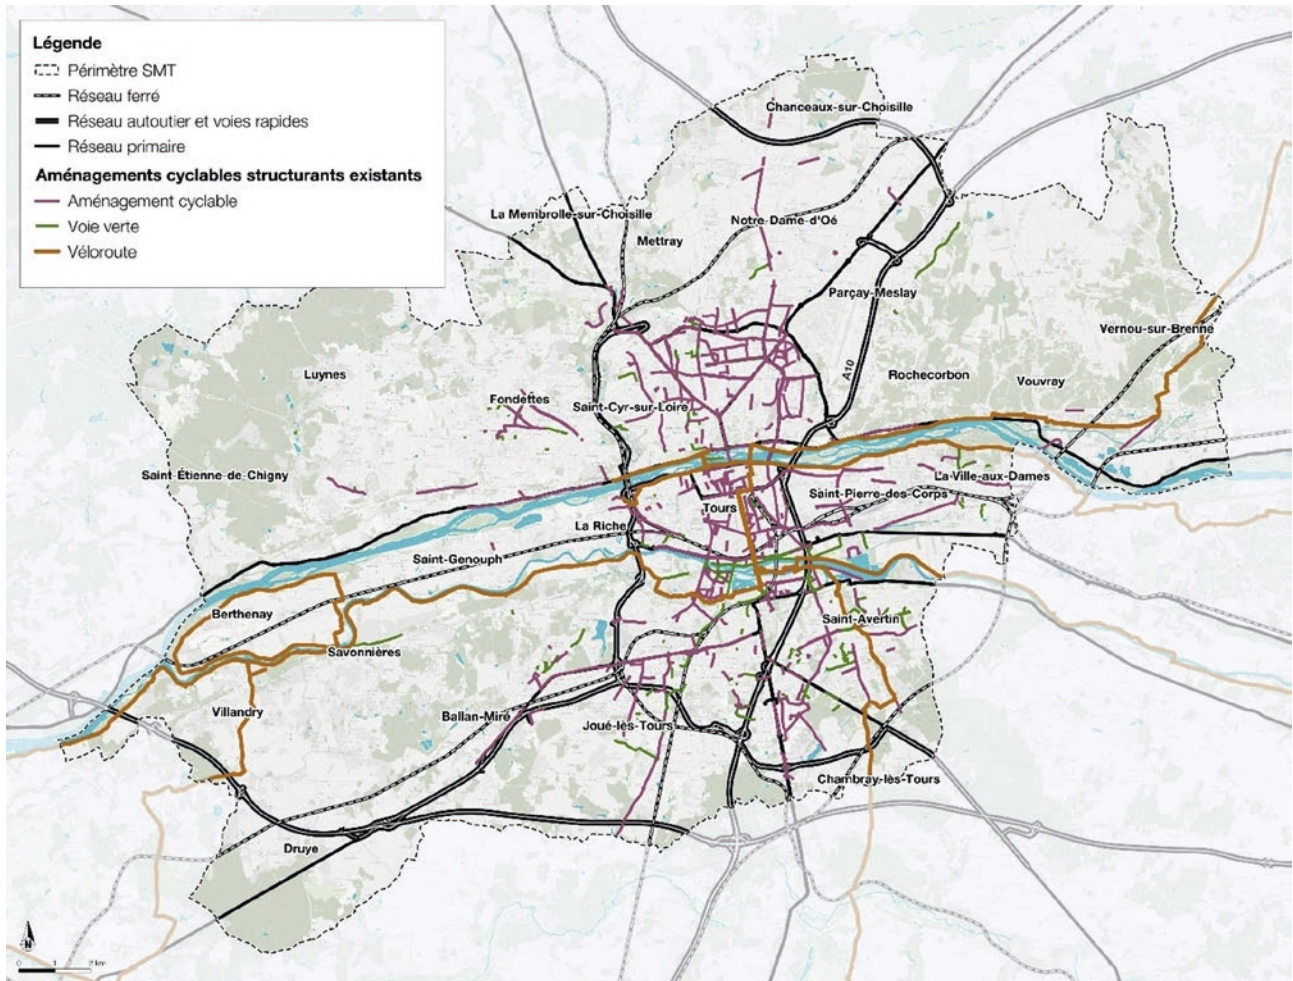 Légende
Périmètre SMT
Réseau ferré
Réseau autoutier et voies rapides
Réseau primaire
Aménagements cyclables structurants existants
Aménagement cyclable
Voie verte
Véloroute
Chanceaux-sur-Choisille
La Membrolle-sur-Choisille
Notre-Dame-d'Oé
Mettray
Parçay-Meslay
Vernou-sur-Brenne
A10
Luynes
Rochecorbon
Vouvray
Fondettes
Saint-Cyr-sur-Loire
Saint-Étienne-de-Chigny
La Ville-aux-Dames
Saint-Pierre-des-Corps
Tours
La Riche
Saint-Genouph
Berthenay
Saint-Avertin
Savonnières
Villandry
Ballan-Miré
Joué-lès-Tours
Chambray-lès-Tours
Druye
N
0 1 2 km